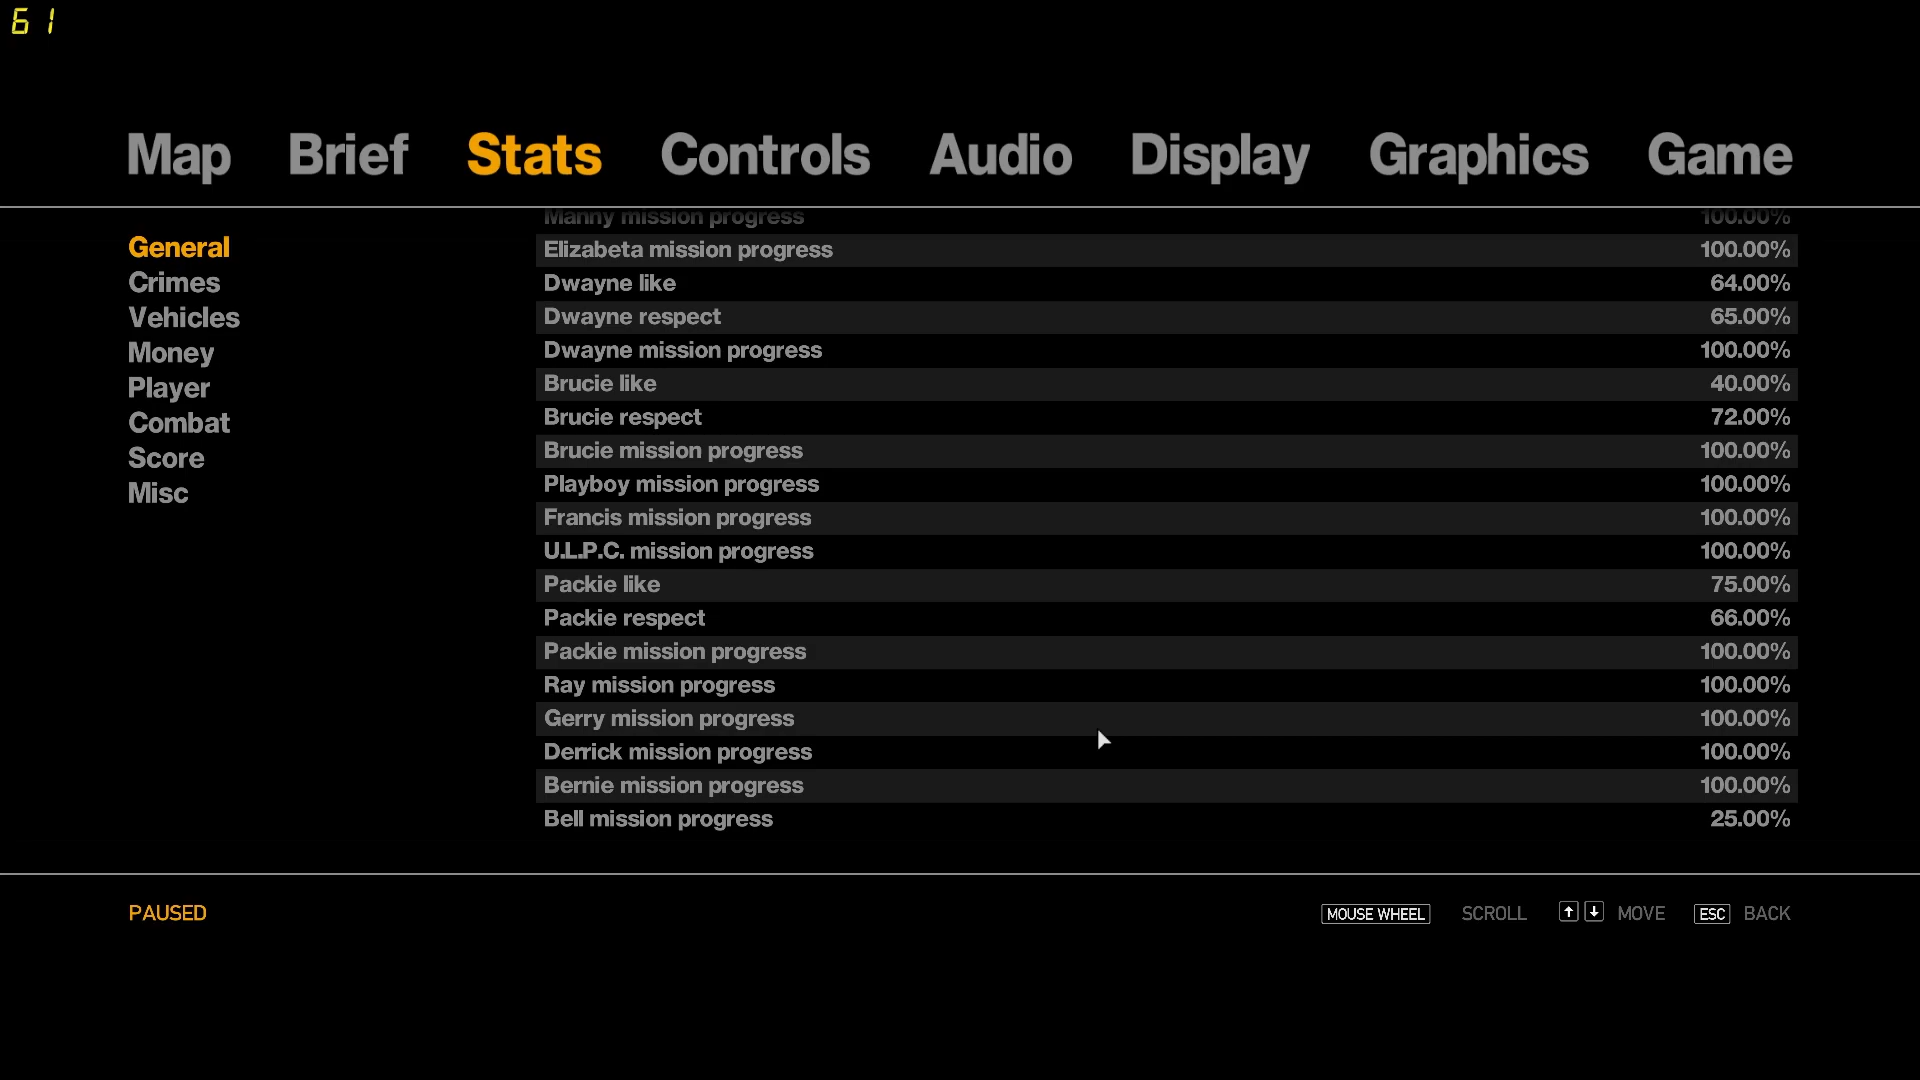 61
Map Brief Stats Controls Audio Display Graphics Game
General
Crimes
Vehicles
Money
Player
Combat
Score
Misc
Manny mission progress 100.00%
Elizabeta mission progress 100.00%
Dwayne like 64.00%
Dwayne respect 65.00%
Dwayne mission progress 100.00%
Brucie like 40.00%
Brucie respect 72.00%
Brucie mission progress 100.00%
Playboy mission progress 100.00%
Francis mission progress 100.00%
U.L.P.C. mission progress 100.00%
Packie like 75.00%
Packie respect 66.00%
Packie mission progress 100.00%
Ray mission progress 100.00%
Gerry mission progress 100.00%
Derrick mission progress 100.00%
Bernie mission progress 100.00%
Bell mission progress 25.00%
PAUSED MOUSE WHEEL SCROLL MOVE ESC BACK